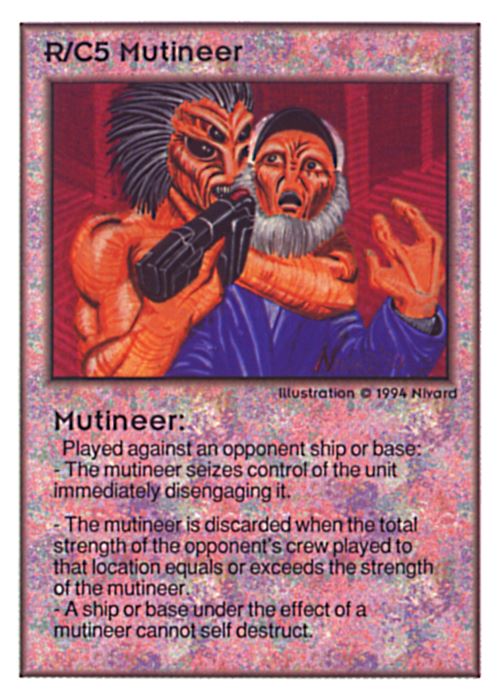 R/C5 Mutineer
Illustration © 1994 Nivard
Mutineer:
Played against an opponent ship or base:
- The mutineer seizes control of the unit
immediately disengaging it.
- The mutineer is discarded when the total
strength of the opponent's crew played to
that location equals or exceeds the strength
of the mutineer.
- A ship or base under the effect of a
mutineer cannot self destruct.